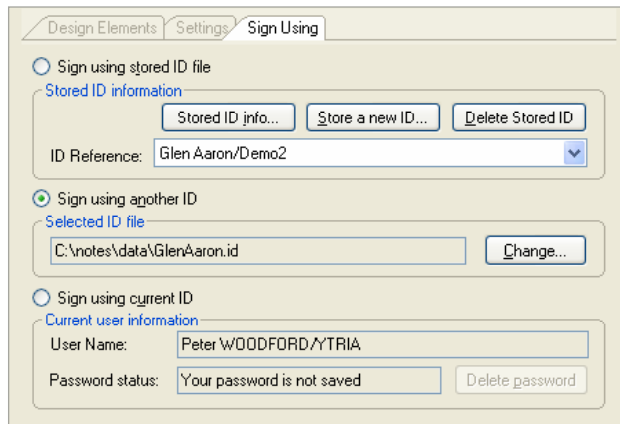 Design Elements Settings Sign Using
Sign using stored ID file
Stored ID information
Stored ID info... Store a new ID... Delete Stored ID
ID Reference: Glen Aaron/Demo2
Sign using another ID
Selected ID file
C:\notes\data\GlenAaron.id Change...
Sign using current ID
Current user information
User Name: Peter WOODFORD/YTRIA
Password status: Your password is not saved Delete password